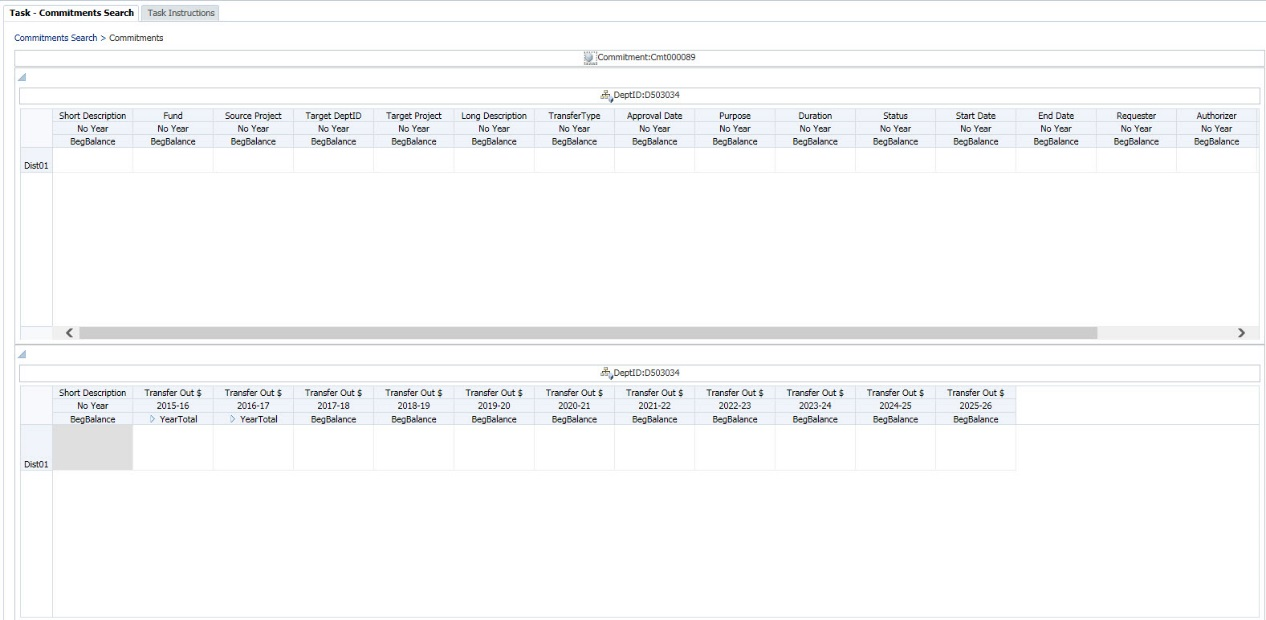 Task - Commitments Search Task Instructions
Commitments Search > Commitments
Commitment:Cmt000089
DeptID:D503034
Short Description Fund Source Project Target DeptID Target Project Long Description TransferType Approval Date Purpose Duration Status Start Date End Date Requester Authorizer
No Year No Year No Year No Year No Year No Year No Year No Year No Year No Year No Year No Year No Year No Year No Year
BegBalance BegBalance BegBalance BegBalance BegBalance BegBalance BegBalance BegBalance BegBalance BegBalance BegBalance BegBalance BegBalance BegBalance BegBalance
Dist01
DeptID:D503034
Short Description Transfer Out $ Transfer Out $ Transfer Out $ Transfer Out $ Transfer Out $ Transfer Out $ Transfer Out $ Transfer Out $ Transfer Out $ Transfer Out $ Transfer Out $
No Year 2015-16 2016-17 2017-18 2018-19 2019-20 2020-21 2021-22 2022-23 2023-24 2024-25 2025-26
BegBalance YearTotal YearTotal BegBalance BegBalance BegBalance BegBalance BegBalance BegBalance BegBalance BegBalance BegBalance
Dist01